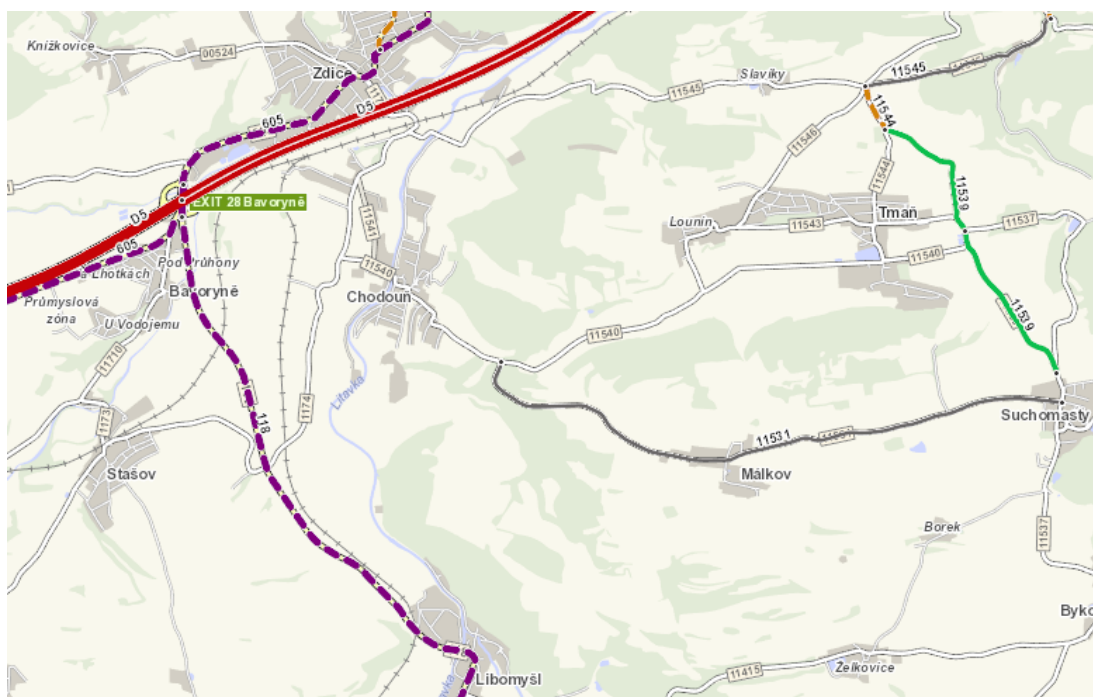 Knížkovice
00524
Zdice
605
D5
11545
Slavíky
11545
11544
11546
11544
11539
EXIT 28 Bavoryně
D5
605
11541
Lounín
11543
Tmáň
11537
Pod Průhony
Lhotkách
11540
11540
Průmyslová
zóna
Bavoryně
Chodouň
U Vodojemu
11540
11539
11710
Litavka
1173
1174
118
Suchomasty
11531
Stašov
Málkov
Borek
11537
Byko
11415
Želkovice
Libomyšl